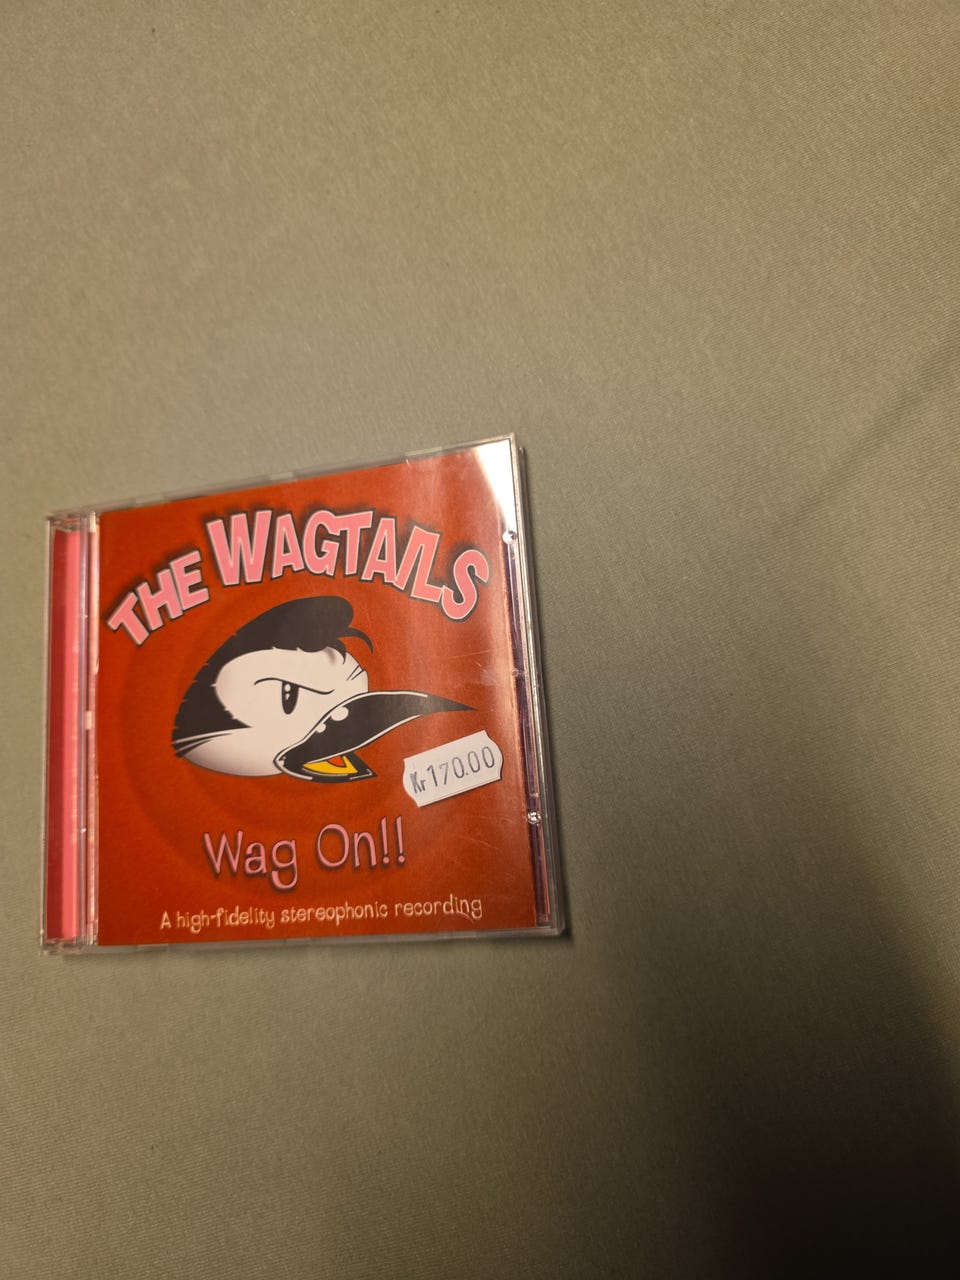 THE WAGTAILS
Kr 170.00
Wag On!!
A high-fidelity stereophonic recording